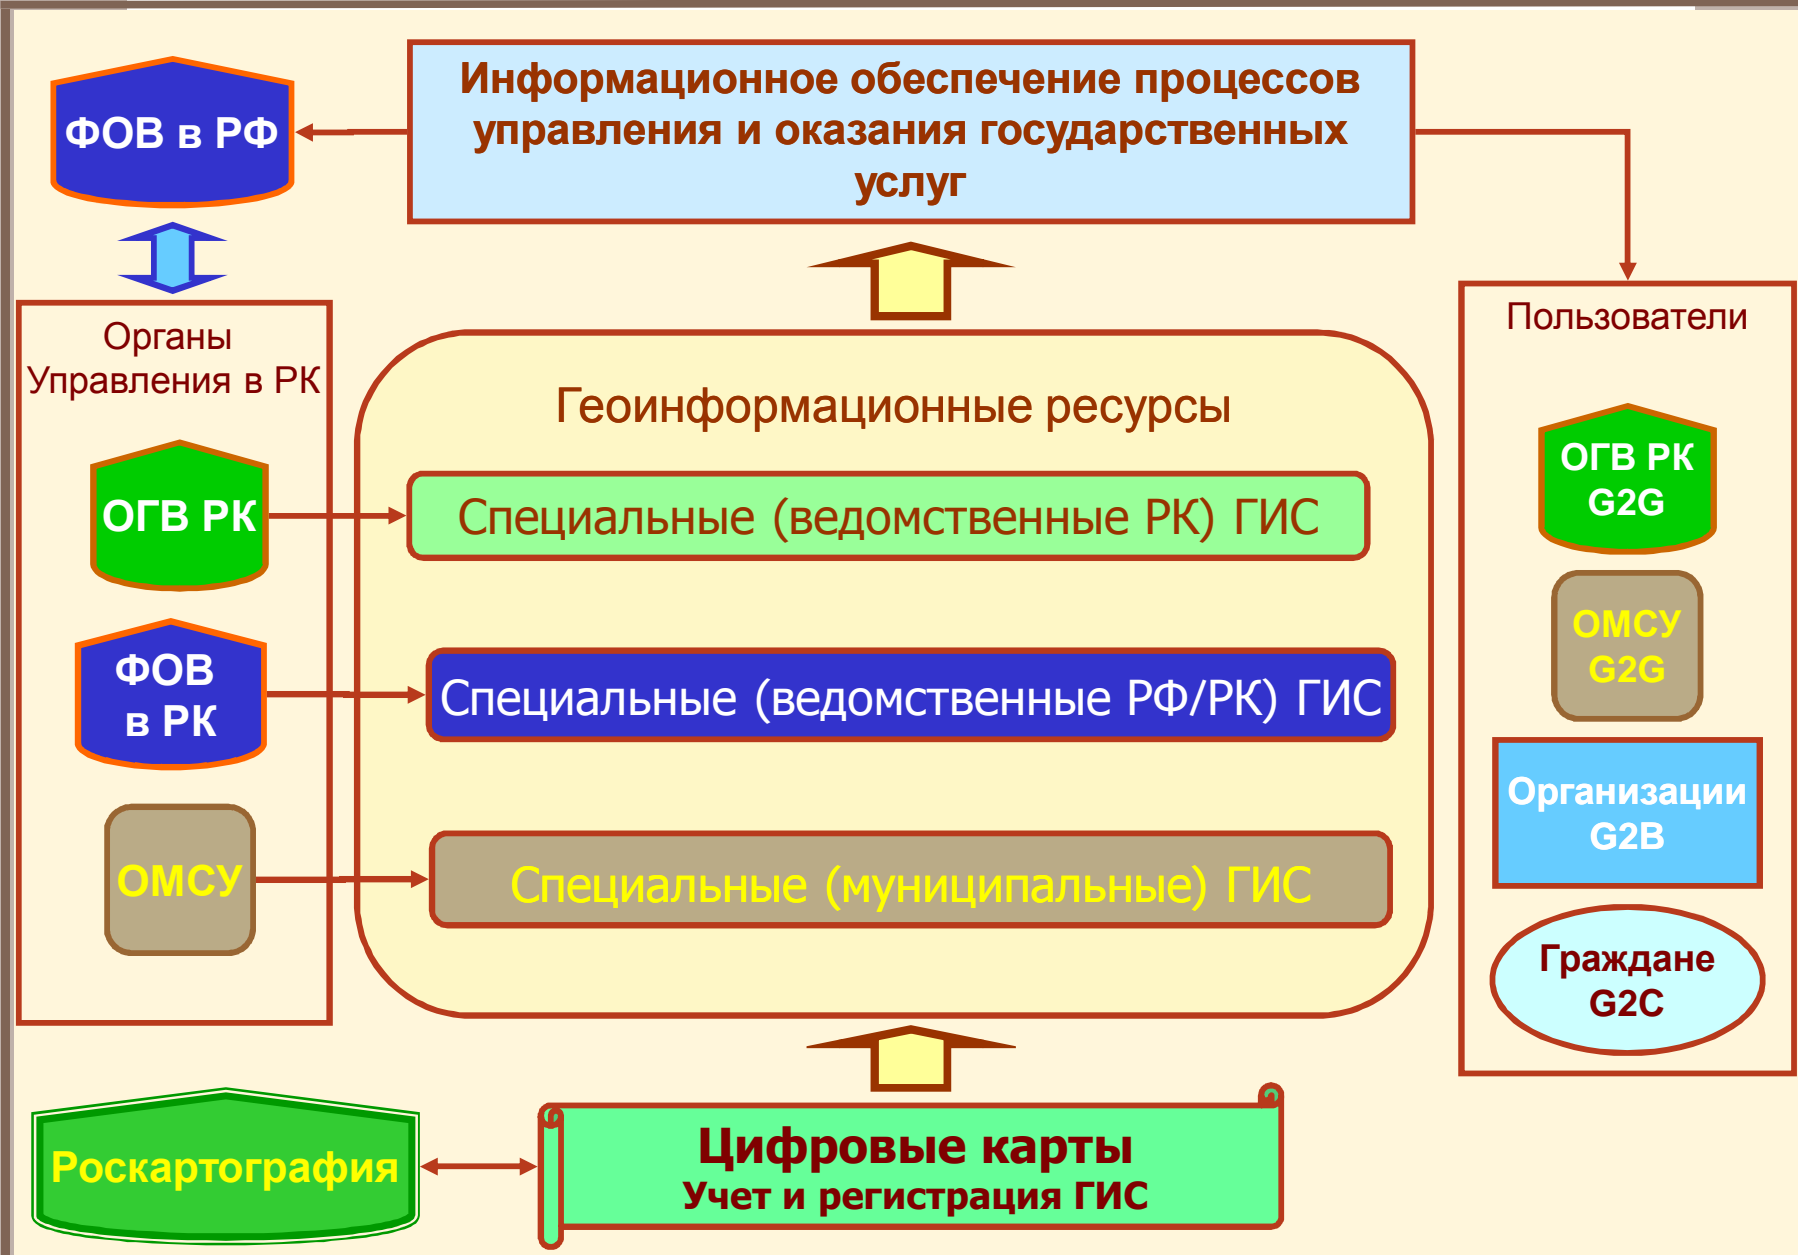 ФОВ в РФ
Информационное обеспечение процессов
управления и оказания государственных
услуг
Органы
Управления в РК
ОГВ РК
ФОВ
в РК
ОМСУ
Геоинформационные ресурсы
Специальные (ведомственные РК) ГИС
Специальные (ведомственные РФ/РК) ГИС
Специальные (муниципальные) ГИС
Пользователи
ОГВ РК
G2G
ОМСУ
G2G
Организации
G2B
Граждане
G2C
Роскартография
Цифровые карты
Учет и регистрация ГИС